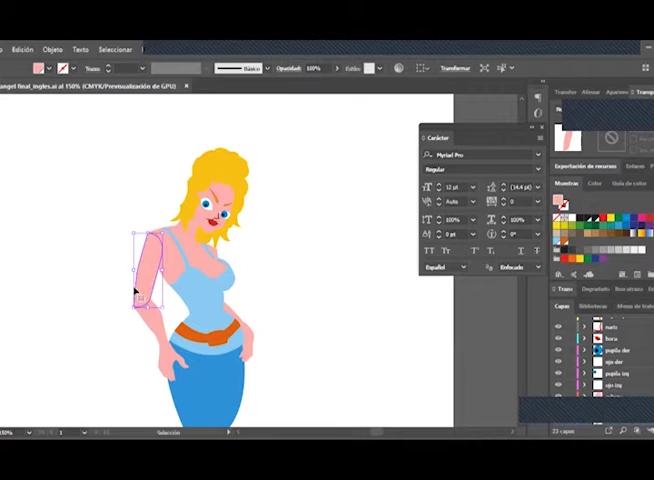 Edición Objeto Texto Seleccionar
Trazo: Básico Opacidad: 100% Estilo: Transformar
angel final_ingles.ai al 150% (CMYK/Previsualización de GPU) ×
Transfor Alinear
Carácter
Myriad Pro
Regular
12 pt (14.4 pt)
Auto 0
100% 100%
0 pt 0°
Español Enfocado
Exportación de recursos Enlaces
Muestras Color Guía de color
Trazo Degradado
Capas Bibliotecas
nariz
boca
pupila der
ojo der
pupila izq
ojo izq
Selección
23 capas